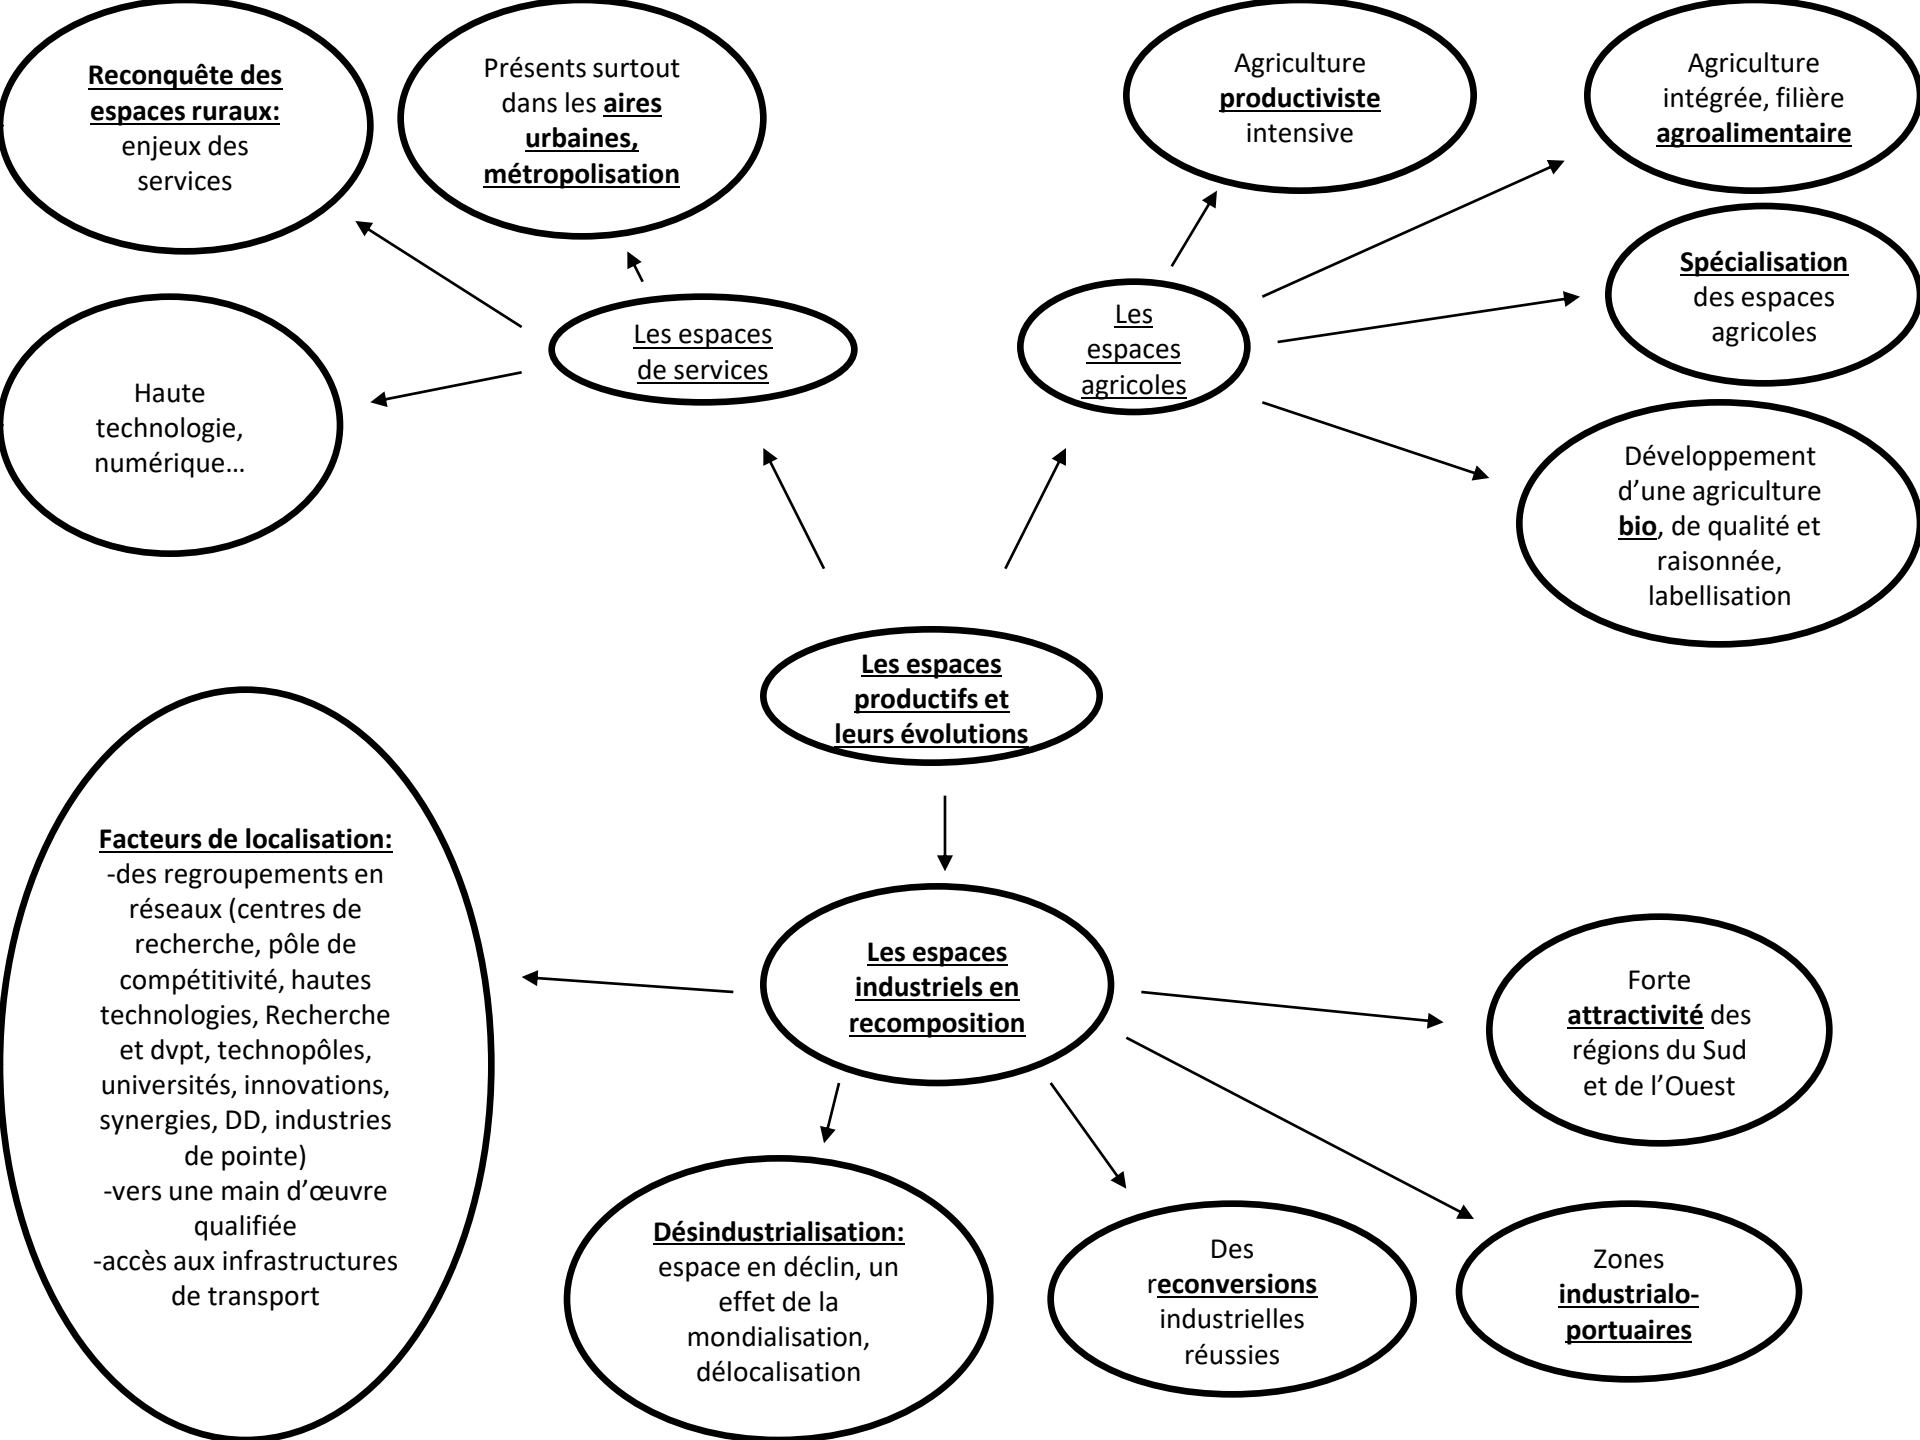 Reconquête des
espaces ruraux:
enjeux des
services
Présents surtout
dans les aires
urbaines,
métropolisation
Agriculture
productiviste
intensive
Agriculture
intégrée, filière
agroalimentaire
Spécialisation
des espaces
agricoles
Les espaces
de services
Les
espaces
agricoles
Haute
technologie,
numérique…
Développement
d’une agriculture
bio, de qualité et
raisonnée,
labellisation
Les espaces
productifs et
leurs évolutions
Facteurs de localisation:
-des regroupements en
réseaux (centres de
recherche, pôle de
compétitivité, hautes
technologies, Recherche
et dvpt, technopôles,
universités, innovations,
synergies, DD, industries
de pointe)
-vers une main d’œuvre
qualifiée
-accès aux infrastructures
de transport
Les espaces
industriels en
recomposition
Forte
attractivité des
régions du Sud
et de l’Ouest
Désindustrialisation:
espace en déclin, un
effet de la
mondialisation,
délocalisation
Des
reconversions
industrielles
réussies
Zones
industrialo-
portuaires